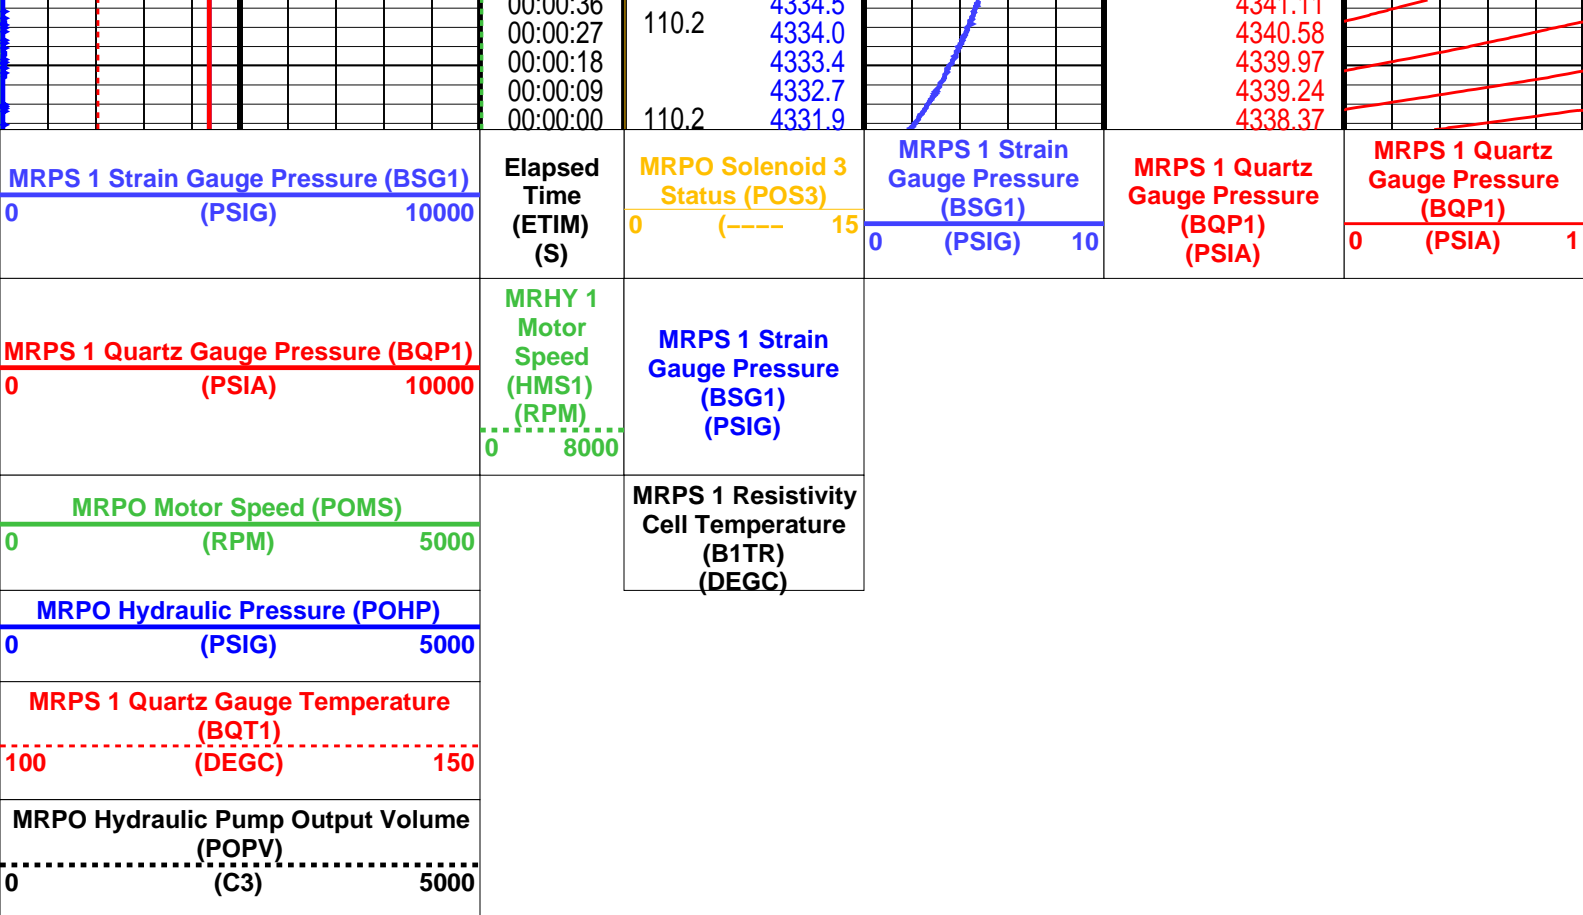 00:00:36 4334.5 4341.11
00:00:27 110.2 4334.0 4340.58
00:00:18 4333.4 4339.97
00:00:09 4332.7 4339.24
00:00:00 110.2 4331.9 4338.37
MRPS 1 Strain Gauge Pressure (BSG1)
0 (PSIG) 10000
Elapsed
Time
(ETIM)
(S)
MRPO Solenoid 3
Status (POS3)
0 (---- 15
MRPS 1 Strain
Gauge Pressure
(BSG1)
0 (PSIG) 10
MRPS 1 Quartz
Gauge Pressure
(BQP1)
(PSIA)
MRPS 1 Quartz
Gauge Pressure
(BQP1)
0 (PSIA) 1
MRPS 1 Quartz Gauge Pressure (BQP1)
0 (PSIA) 10000
MRHY 1
Motor
Speed
(HMS1)
(RPM)
0 8000
MRPS 1 Strain
Gauge Pressure
(BSG1)
(PSIG)
MRPO Motor Speed (POMS)
0 (RPM) 5000
MRPS 1 Resistivity
Cell Temperature
(B1TR)
(DEGC)
MRPO Hydraulic Pressure (POHP)
0 (PSIG) 5000
MRPS 1 Quartz Gauge Temperature
(BQT1)
100 (DEGC) 150
MRPO Hydraulic Pump Output Volume
(POPV)
0 (C3) 5000